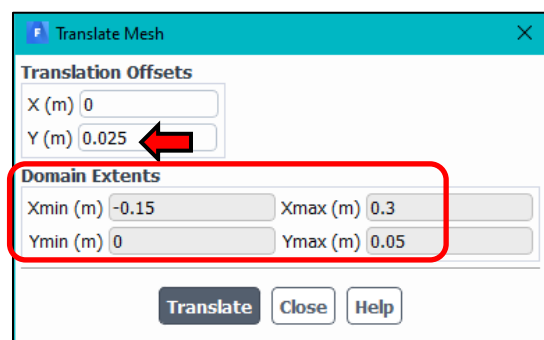 F Translate Mesh
Translation Offsets
X (m) 0
Y (m) 0.025
Domain Extents
Xmin (m) -0.15 Xmax (m) 0.3
Ymin (m) 0 Ymax (m) 0.05
Translate Close Help